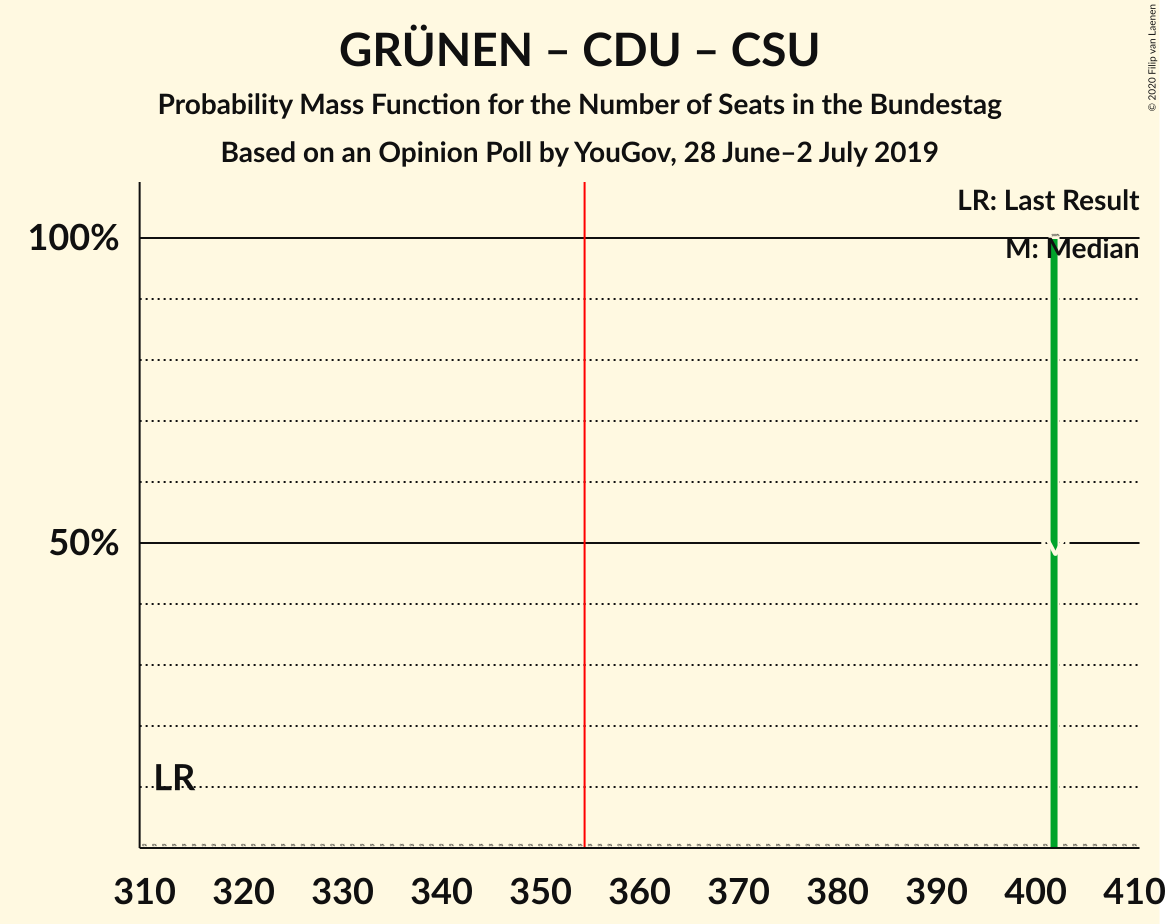 GRÜNEN – CDU – CSU
Probability Mass Function for the Number of Seats in the Bundestag
Based on an Opinion Poll by YouGov, 28 June–2 July 2019
© 2020 Filip van Laenen
LR: Last Result
M: Median
100%
50%
M
LR
310 320 330 340 350 360 370 380 390 400 410